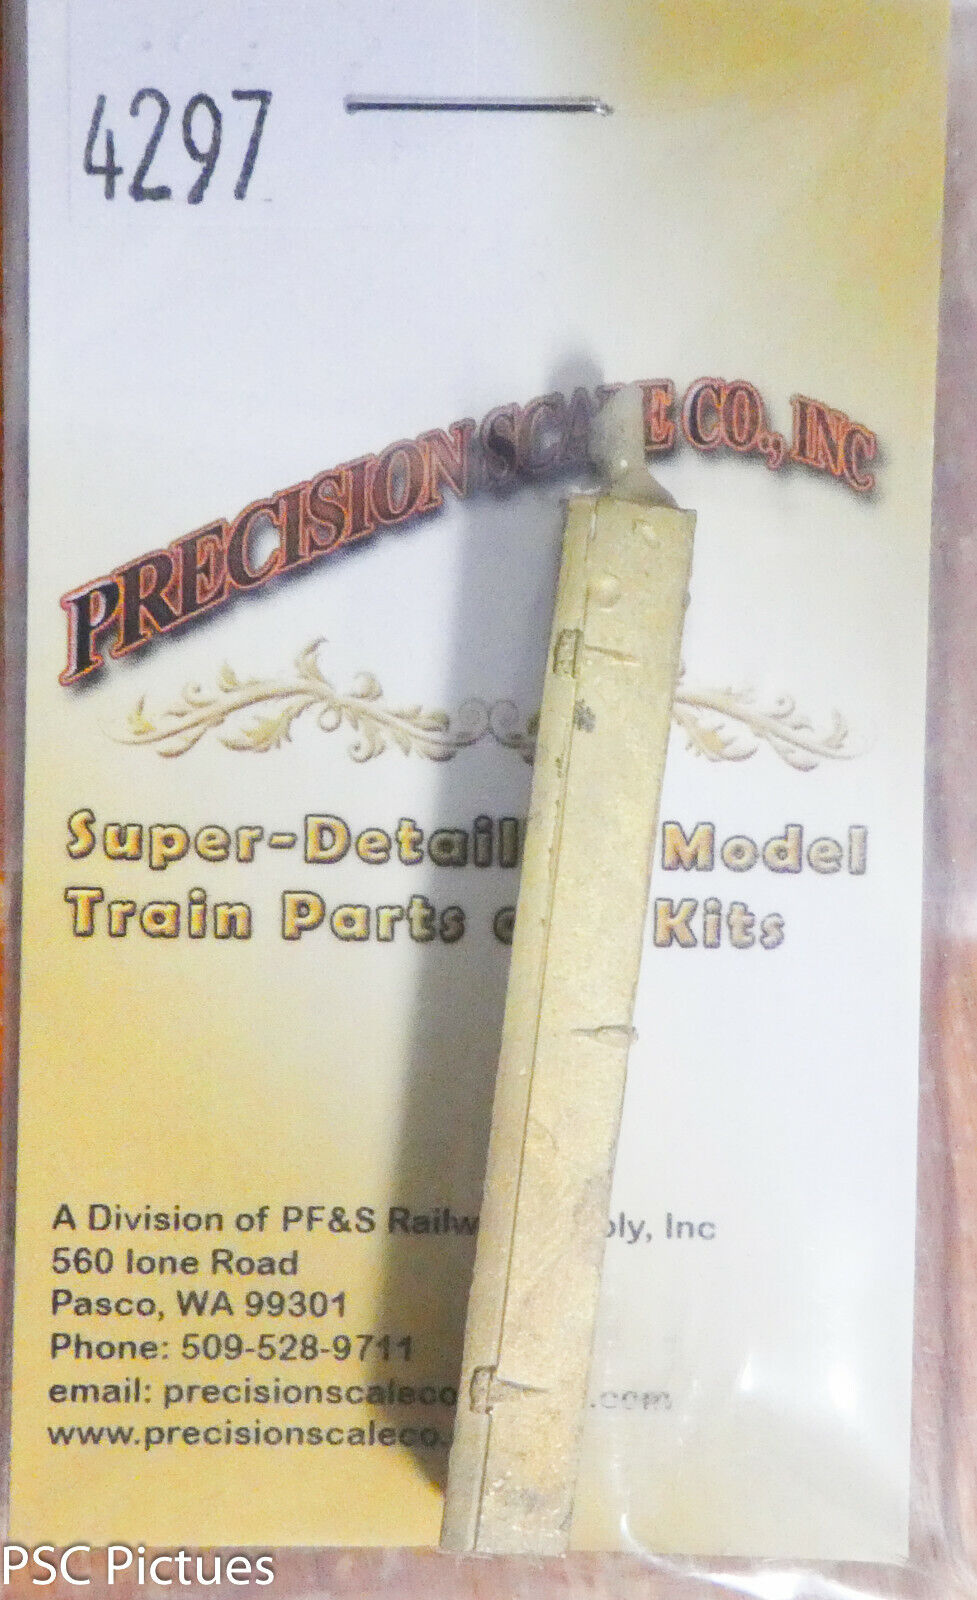 4297
PRECISION SCALE CO., INC
Super-Detail Model
Train Parts Kits
A Division of PF&S Railw ply, Inc
560 Ione Road
Pasco, WA 99301
Phone: 509-528-9711
email: precisionscaleco .com
www.precisionscaleco.
PSC Pictues